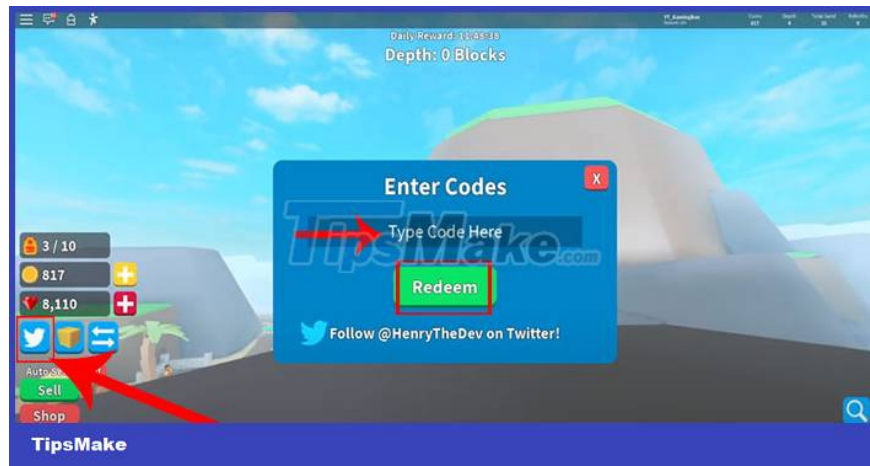 Daily Reward: 11:48:38
Depth: 0 Blocks
Enter Codes
X
Type Code Here
TipsMake.com
Redeem
Follow @HenryTheDev on Twitter!
3 / 10
817
8,110
Sell
Shop
TipsMake